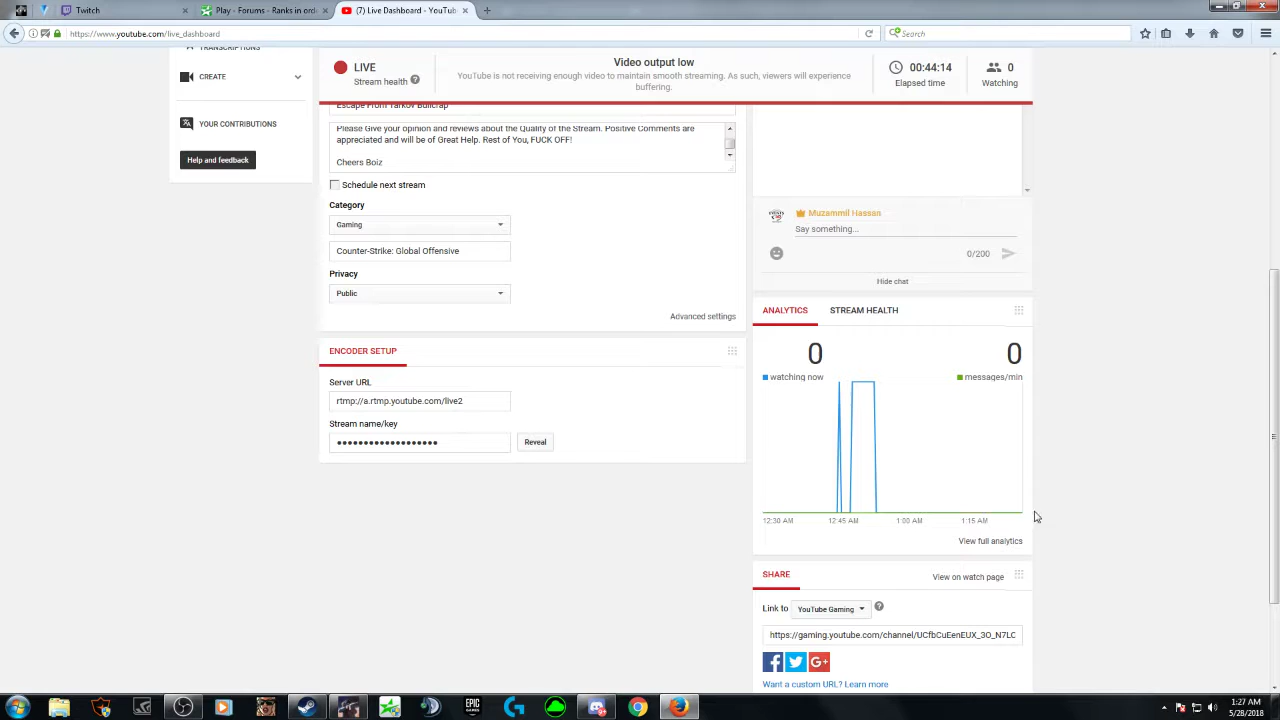 Twitch
Play - Forums - Ranks in ord
(7) Live Dashboard - YouTub
https://www.youtube.com/live_dashboard
Search
TRANSCRIPTIONS
CREATE
YOUR CONTRIBUTIONS
Help and feedback
LIVE
Stream health
Video output low
YouTube is not receiving enough video to maintain smooth streaming. As such, viewers will experience
buffering.
00:44:14
Elapsed time
0
Watching
Escape From Tarkov Bullcrap
Please Give your opinion and reviews about the Quality of the Stream. Positive Comments are
appreciated and will be of Great Help. Rest of You, FUCK OFF!
Cheers Boiz
Schedule next stream
Category
Gaming
Counter-Strike: Global Offensive
Privacy
Public
Advanced settings
ENCODER SETUP
Server URL
rtmp://a.rtmp.youtube.com/live2
Stream name/key
Reveal
Muzammil Hassan
Say something...
0/200
Hide chat
ANALYTICS
STREAM HEALTH
0
0
watching now
messages/min
12:30 AM
12:45 AM
1:00 AM
1:15 AM
View full analytics
SHARE
View on watch page
Link to
YouTube Gaming
https://gaming.youtube.com/channel/UCfbCuEenEUX_3O_N7LC
Want a custom URL? Learn more
EPIC
GAMES
1:27 AM
5/28/2018